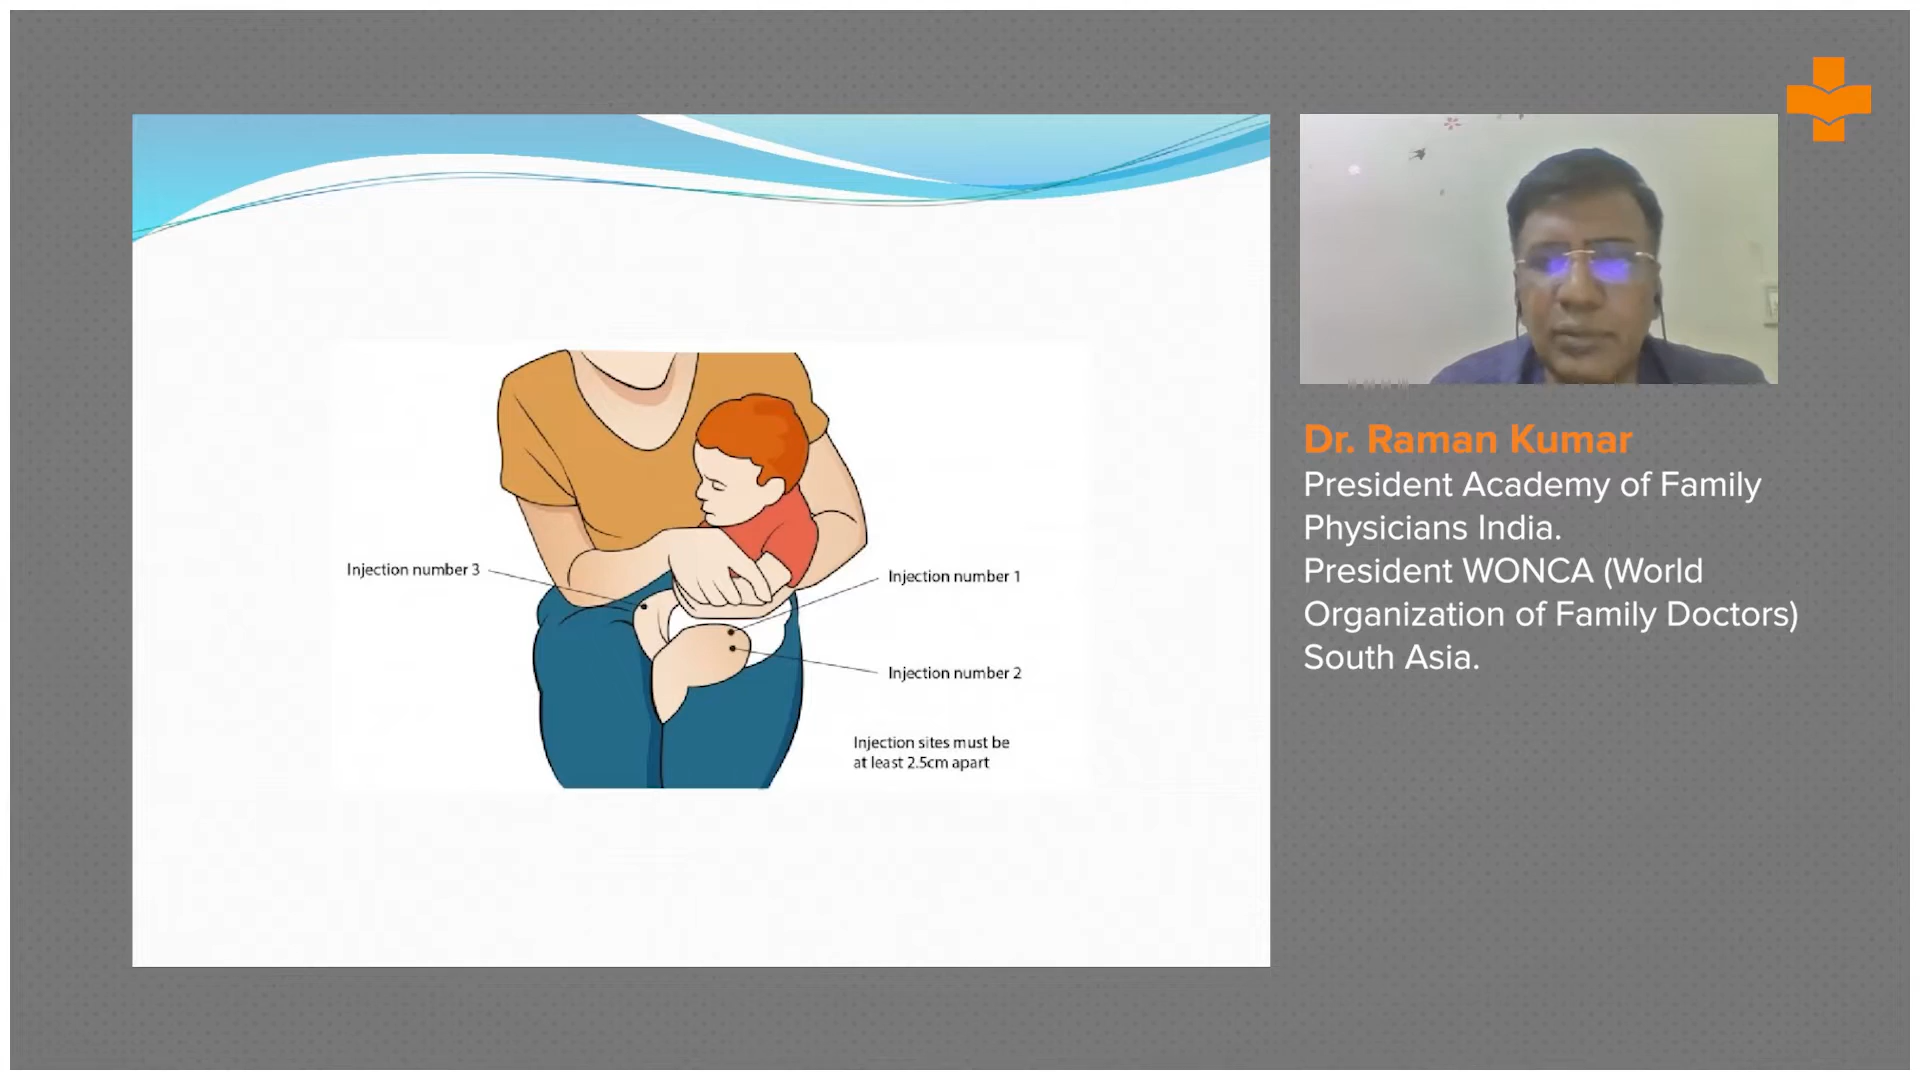 Injection number 3
Injection number 1
Injection number 2
Injection sites must be
at least 2.5cm apart
Dr. Raman Kumar
President Academy of Family
Physicians India.
President WONCA (World
Organization of Family Doctors)
South Asia.